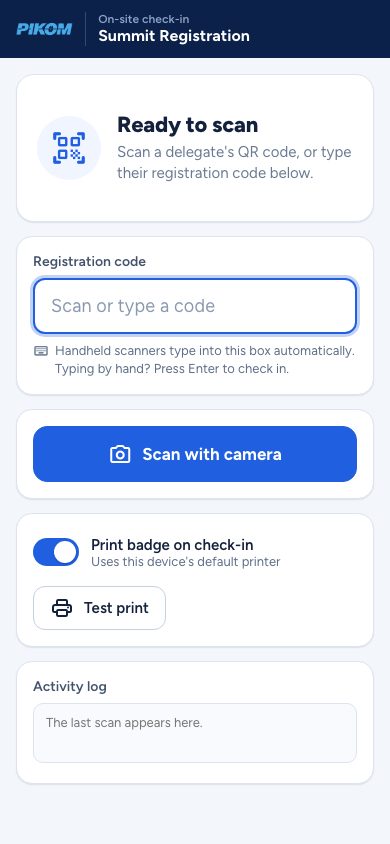 PIKOM
On-site check-in
Summit Registration
Ready to scan
Scan a delegate's QR code, or type
their registration code below.
Registration code
Scan or type a code
Handheld scanners type into this box automatically.
Typing by hand? Press Enter to check in.
Scan with camera
Print badge on check-in
Uses this device's default printer
Test print
Activity log
The last scan appears here.